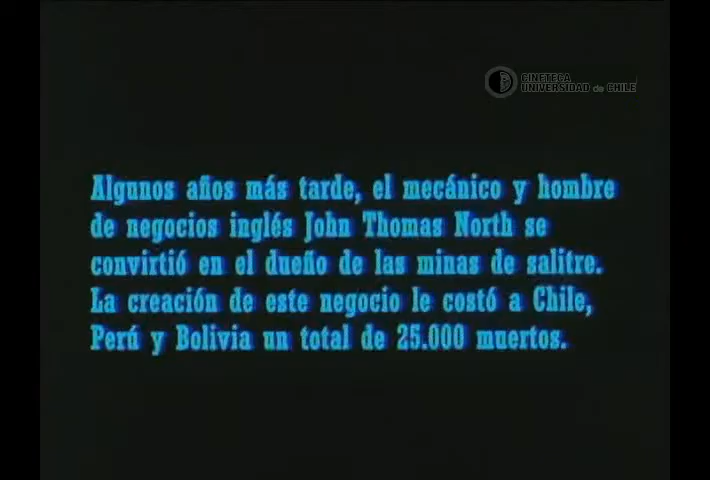 CINETECA
UNIVERSIDAD de CHILE
Algunos años más tarde, el mecánico y hombre
de negocios inglés John Thomas North se
convirtió en el dueño de las minas de salitre.
La creación de este negocio le costó a Chile,
Perú y Bolivia un total de 25.000 muertos.